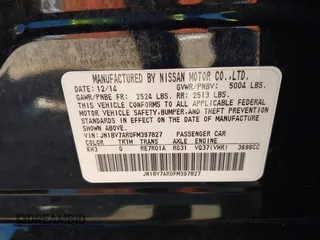 MANUFACTURED BY NISSAN MOTOR CO.,LTD.
DATE: 12/14 GVWR/PNBV: 5004 LBS.
GAWR/PNBE FR: 2524 LBS. RR: 2513 LBS.
THIS VEHICLE CONFORMS TO ALL APPLICABLE FEDERAL
MOTOR VEHICLE SAFETY,BUMPER,AND THEFT PREVENTION
STANDARDS IN EFFECT ON THE DATE OF MANUFACTURE
SHOWN ABOVE.
VIN: JN1BV7AR0FM397827 PASSENGER CAR
COLOR TRIM TRANS AXLE ENGINE
KH3 G RE7R01A RG31 VQ37(VHR) 3696CC
JN1BV7AR0FM397827